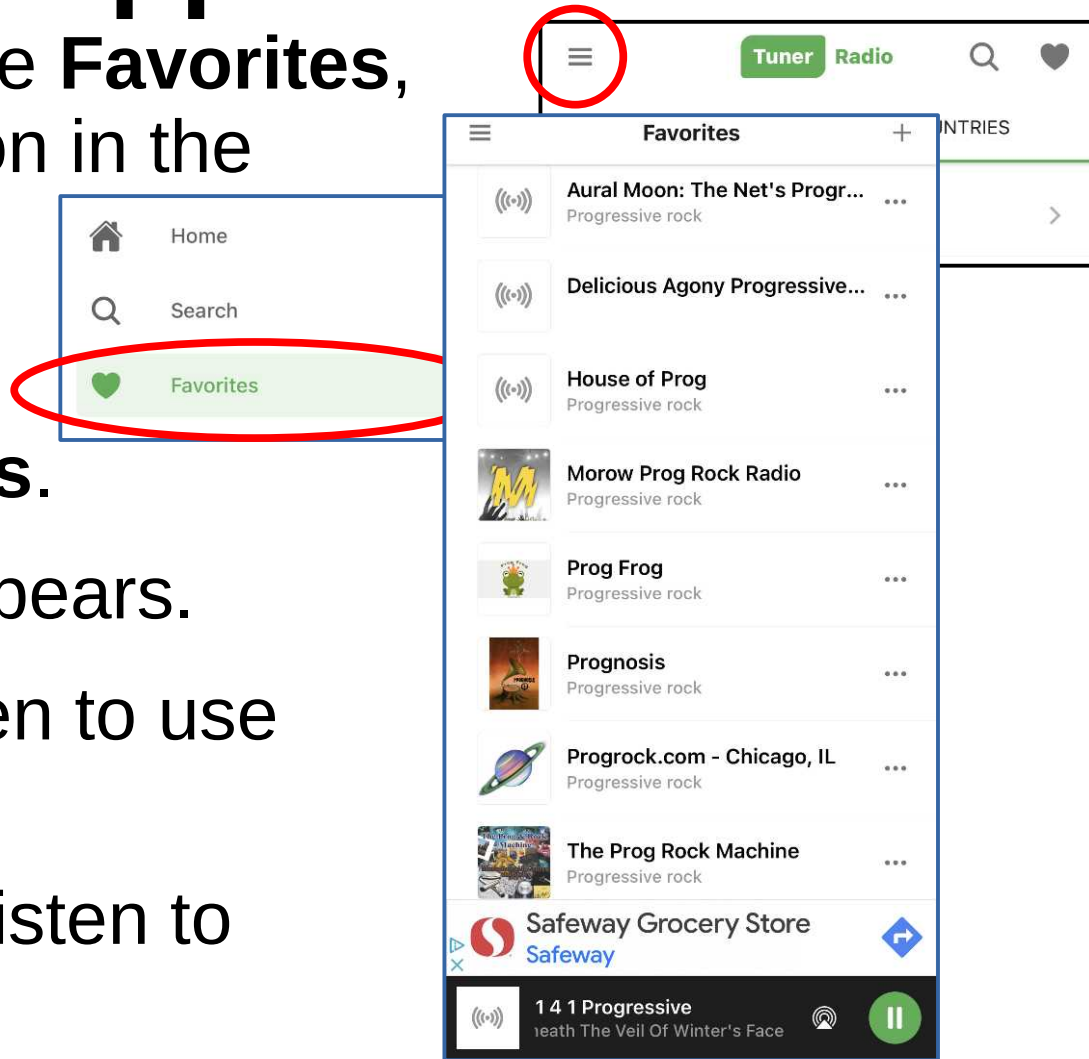 e Favorites,
on in the
s.
pears.
en to use
isten to
Home
Search
Favorites
Tuner Radio
NTRIES
Favorites
Aural Moon: The Net's Progr...
Progressive rock
Delicious Agony Progressive...
House of Prog
Progressive rock
Morow Prog Rock Radio
Progressive rock
Prog Frog
Progressive rock
Prognosis
Progressive rock
Progrock.com - Chicago, IL
Progressive rock
The Prog Rock Machine
Progressive rock
Safeway Grocery Store
Safeway
1 4 1 Progressive
neath The Veil Of Winter's Face